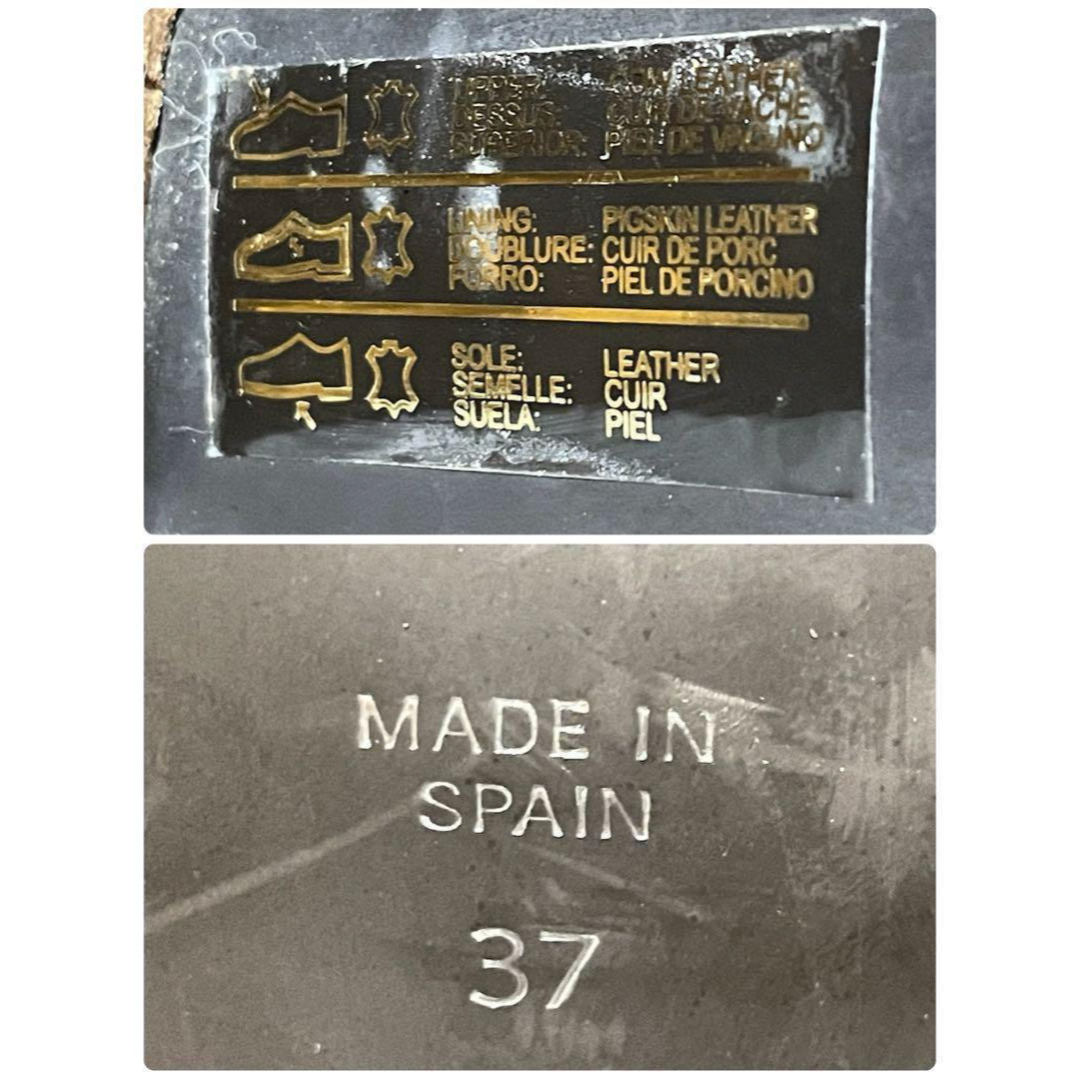 UPPER: COW LEATHER
DESSUS: CUIR DE VACHE
SUPERIOR: PIEL DE VACUNO
LINING: PIGSKIN LEATHER
DOUBLURE: CUIR DE PORC
FORRO: PIEL DE PORCINO
SOLE: LEATHER
SEMELLE: CUIR
SUELA: PIEL
MADE IN
SPAIN
37